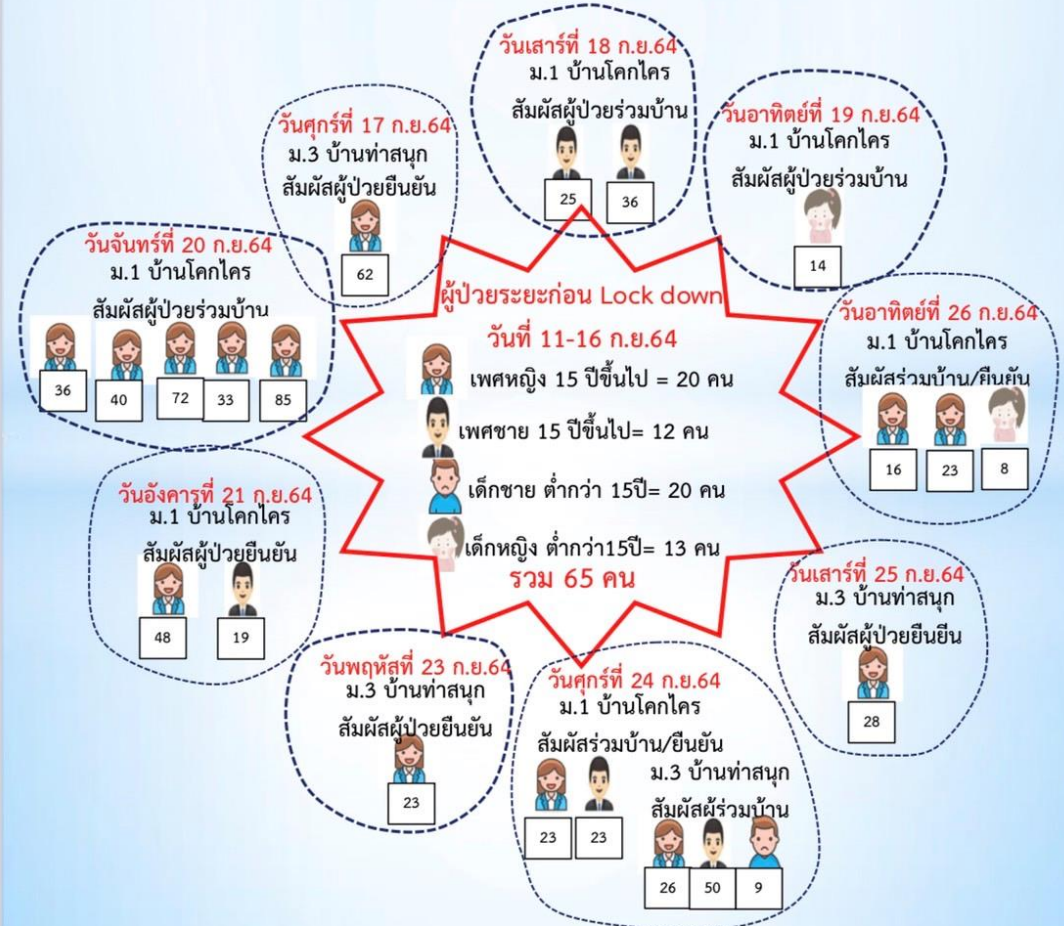 วันเสาร์ที่ 18 ก.ย.64
ม.1 บ้านโคกไคร
สัมผัสผู้ป่วยร่วมบ้าน
25 36
วันอาทิตย์ที่ 19 ก.ย.64
ม.1 บ้านโคกไคร
สัมผัสผู้ป่วยร่วมบ้าน
14
วันศุกร์ที่ 17 ก.ย.64
ม.3 บ้านท่าสนุก
สัมผัสผู้ป่วยยืนยัน
62
วันจันทร์ที่ 20 ก.ย.64
ม.1 บ้านโคกไคร
สัมผัสผู้ป่วยร่วมบ้าน
36 40 72 33 85
ผู้ป่วยระยะก่อน Lock down
วันที่ 11-16 ก.ย.64
เพศหญิง 15 ปีขึ้นไป = 20 คน
เพศชาย 15 ปีขึ้นไป= 12 คน
เด็กชาย ต่ำกว่า 15ปี= 20 คน
เด็กหญิง ต่ำกว่า15ปี= 13 คน
รวม 65 คน
วันอาทิตย์ที่ 26 ก.ย.64
ม.1 บ้านโคกไคร
สัมผัสร่วมบ้าน/ยืนยัน
16 23 8
วันอังคารที่ 21 ก.ย.64
ม.1 บ้านโคกไคร
สัมผัสผู้ป่วยยืนยัน
48 19
วันเสาร์ที่ 25 ก.ย.64
ม.3 บ้านท่าสนุก
สัมผัสผู้ป่วยยืนยืน
28
วันพฤหัสที่ 23 ก.ย.64
ม.3 บ้านท่าสนุก
สัมผัสผู้ป่วยยืนยัน
23
วันศุกร์ที่ 24 ก.ย.64
ม.1 บ้านโคกไคร
สัมผัสร่วมบ้าน/ยืนยัน
23 23
ม.3 บ้านท่าสนุก
สัมผัสผู้ร่วมบ้าน
26 50 9